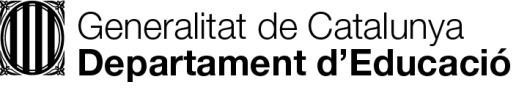 Generalitat de Catalunya
Departament d'Educació